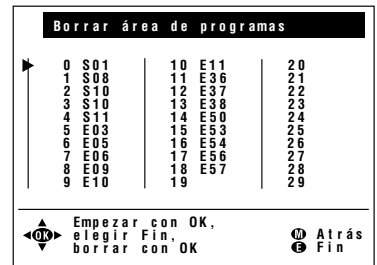 Borrar área de programas
0 S01 10 E11 20
1 S08 11 E36 21
2 S10 12 E37 22
3 S10 13 E38 23
4 S11 14 E50 24
5 E03 15 E53 25
6 E05 16 E54 26
7 E06 17 E56 27
8 E09 18 E57 28
9 E10 19 29
OK Empezar con OK,
elegir Fin,
borrar con OK
M Atrás
E Fin